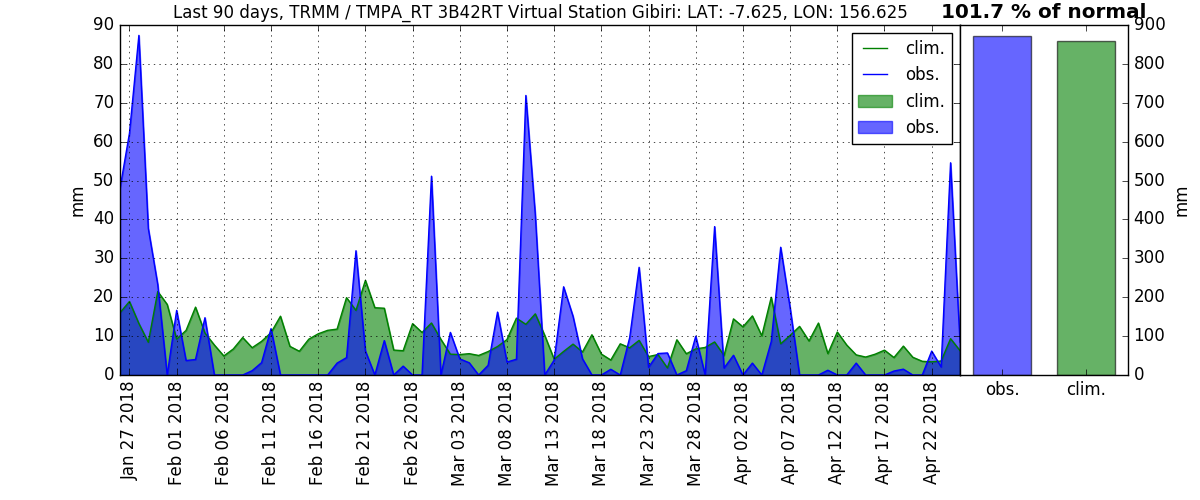 Last 90 days, TRMM / TMPA_RT 3B42RT Virtual Station Gibiri: LAT: -7.625, LON: 156.625
101.7 % of normal
90
80
70
60
50
40
30
20
10
0
mm
clim.
obs.
clim.
obs.
900
800
700
600
500
400
300
200
100
0
mm
obs.
clim.
Jan 27 2018
Feb 01 2018
Feb 06 2018
Feb 11 2018
Feb 16 2018
Feb 21 2018
Feb 26 2018
Mar 03 2018
Mar 08 2018
Mar 13 2018
Mar 18 2018
Mar 23 2018
Mar 28 2018
Apr 02 2018
Apr 07 2018
Apr 12 2018
Apr 17 2018
Apr 22 2018